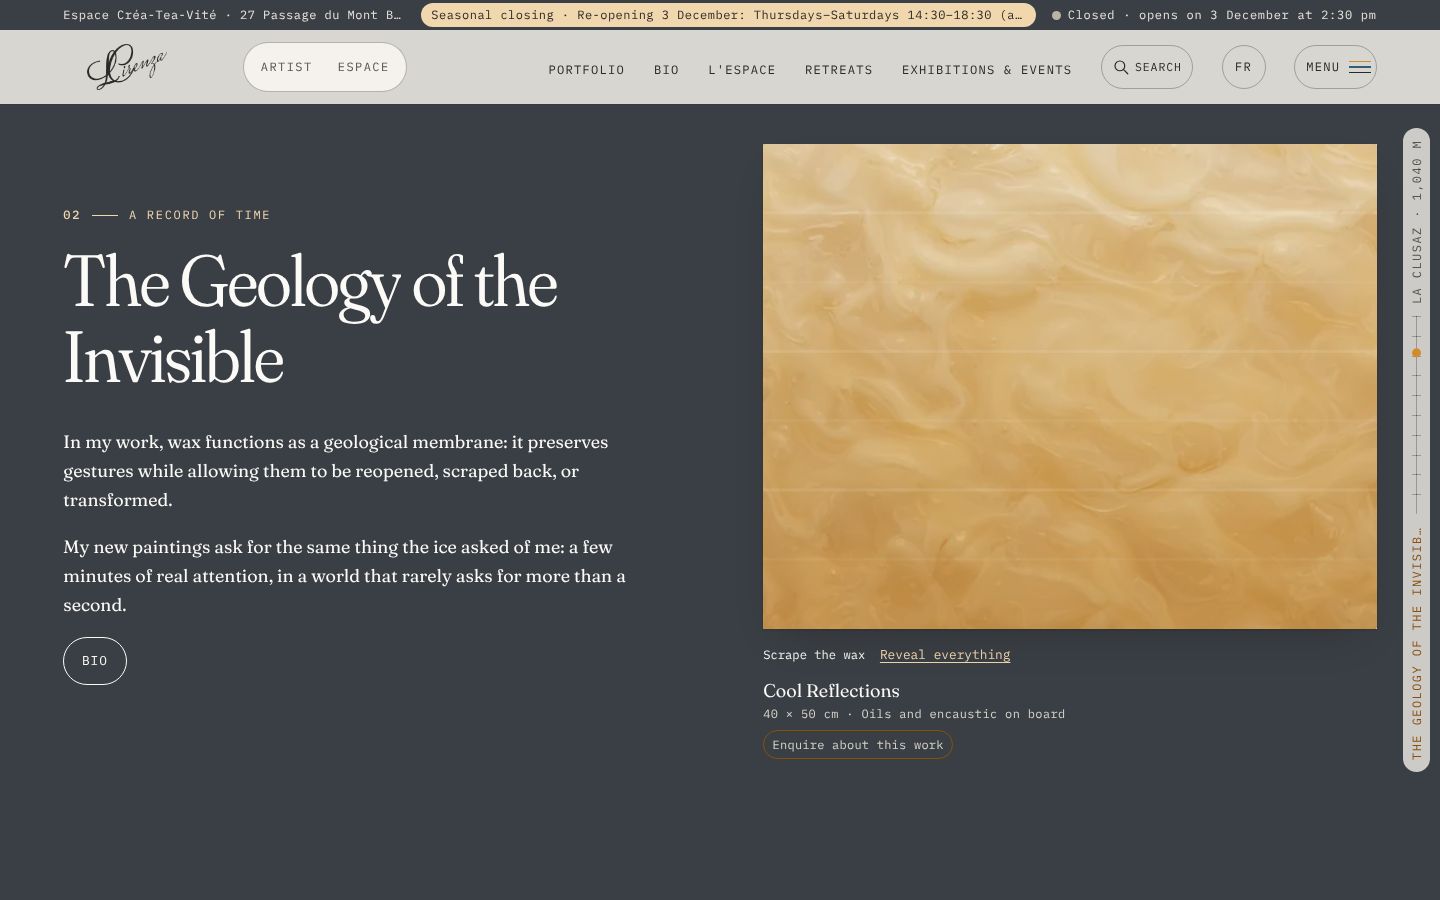 Espace Créa-Tea-Vité · 27 Passage du Mont B…
Seasonal closing · Re-opening 3 December: Thursdays–Saturdays 14:30–18:30 (a…
Closed · opens on 3 December at 2:30 pm
Lirenza
ARTIST ESPACE
PORTFOLIO BIO L'ESPACE RETREATS EXHIBITIONS & EVENTS
SEARCH
FR
MENU
02 A RECORD OF TIME
The Geology of the
Invisible
In my work, wax functions as a geological membrane: it preserves
gestures while allowing them to be reopened, scraped back, or
transformed.
My new paintings ask for the same thing the ice asked of me: a few
minutes of real attention, in a world that rarely asks for more than a
second.
BIO
Scrape the wax Reveal everything
Cool Reflections
40 × 50 cm · Oils and encaustic on board
Enquire about this work
LA CLUSAZ · 1,040 M
THE GEOLOGY OF THE INVISIB…